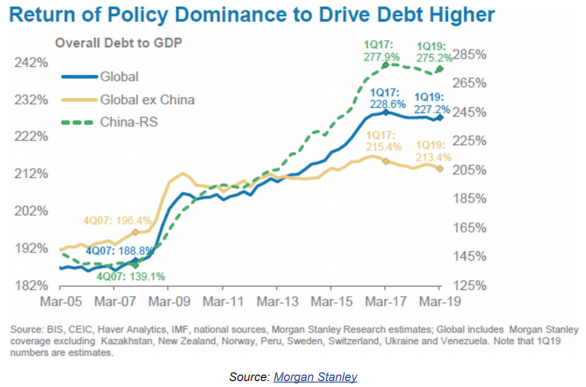 Return of Policy Dominance to Drive Debt Higher
Overall Debt to GDP
242%
232%
222%
212%
202%
192%
182%
Global
Global ex China
China-RS
1Q17:
277.9%
1Q19:
275.2%
1Q17:
228.6%
1Q19:
227.2%
1Q17:
215.4%
1Q19:
213.4%
4Q07: 196.4%
4Q07: 188.8%
4Q07: 139.1%
285%
265%
245%
225%
205%
185%
165%
145%
125%
Mar-05 Mar-07 Mar-09 Mar-11 Mar-13 Mar-15 Mar-17 Mar-19
Source: BIS, CEIC, Haver Analytics, IMF, national sources, Morgan Stanley Research estimates; Global includes Morgan Stanley
coverage excluding Kazakhstan, New Zealand, Norway, Peru, Sweden, Switzerland, Ukraine and Venezuela. Note that 1Q19
numbers are estimates.
Source: Morgan Stanley